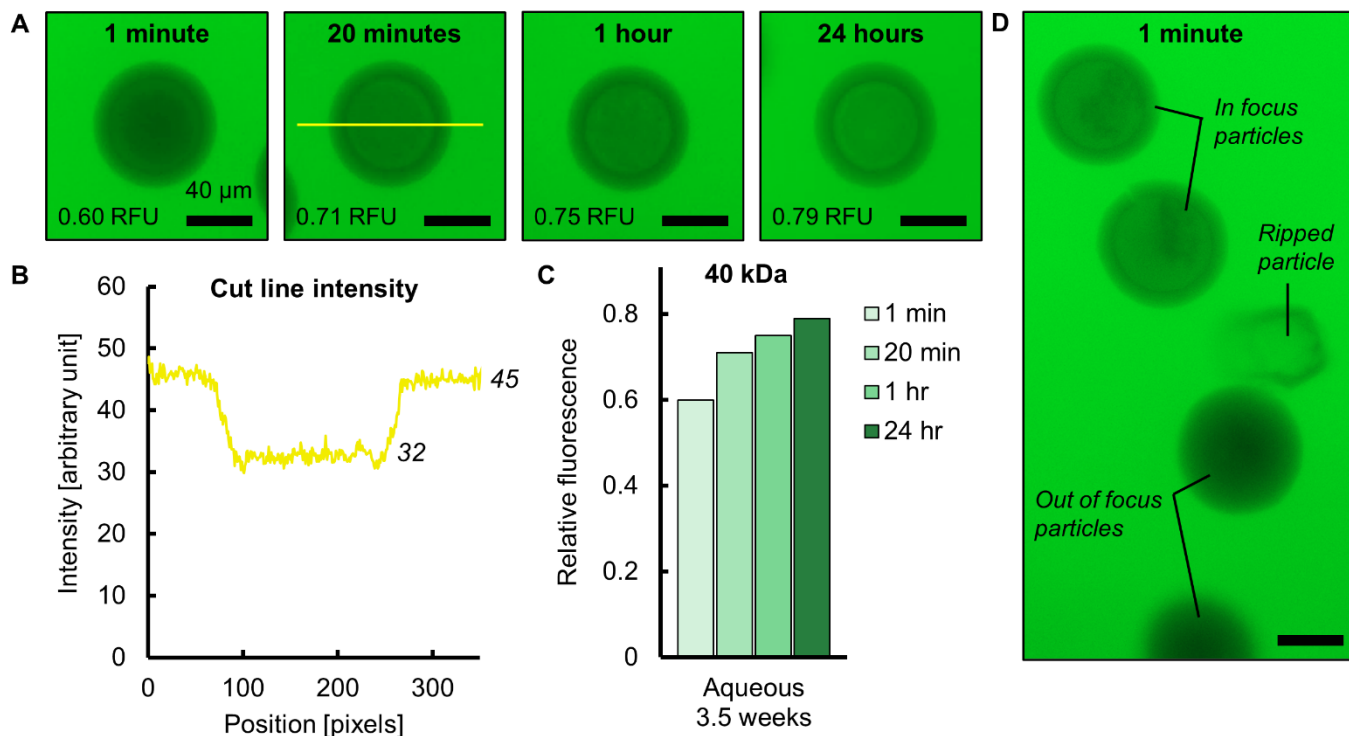 A
1 minute
20 minutes
1 hour
24 hours
40 µm
0.60 RFU
0.71 RFU
0.75 RFU
0.79 RFU
B
Cut line intensity
Intensity [arbitrary unit]
60
50
40
30
20
10
0
45
32
0
100
200
300
Position [pixels]
C
40 kDa
Relative fluorescence
0.8
0.6
0.4
0.2
0
1 min
20 min
1 hr
24 hr
Aqueous
3.5 weeks
D
1 minute
In focus
particles
Ripped
particle
Out of focus
particles